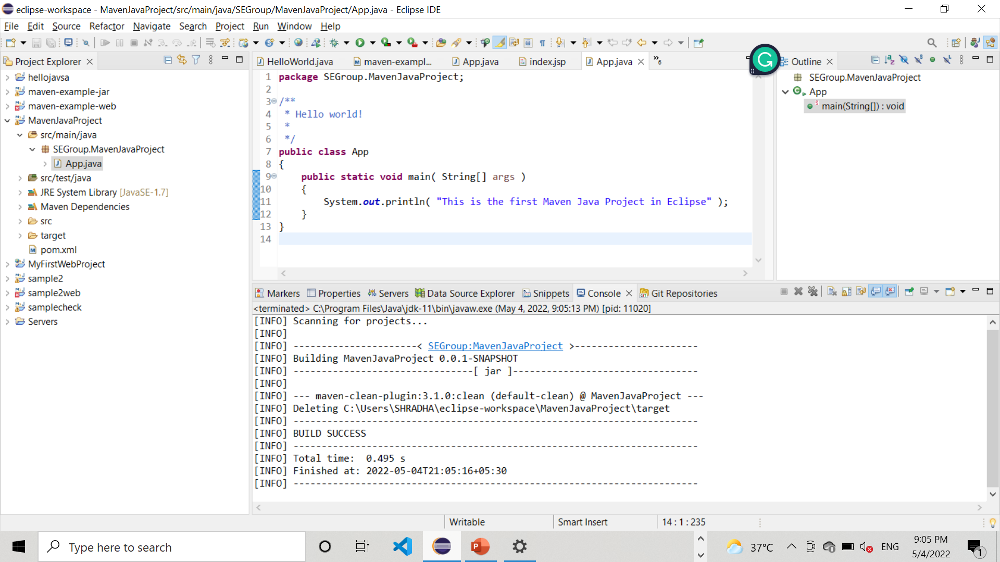 eclipse-workspace - MavenJavaProject/src/main/java/SEGroup/MavenJavaProject/App.java - Eclipse IDE
File Edit Source Refactor Navigate Search Project Run Window Help
Project Explorer
hellojavsa
maven-example-jar
maven-example-web
MavenJavaProject
src/main/java
SEGroup.MavenJavaProject
App.java
src/test/java
JRE System Library [JavaSE-1.7]
Maven Dependencies
src
target
pom.xml
MyFirstWebProject
sample2
sample2web
samplecheck
Servers
HelloWorld.java maven-exampl... App.java index.jsp App.java »6
1 package SEGroup.MavenJavaProject;
2
3 /**
4 * Hello world!
5 *
6 */
7 public class App
8 {
9 public static void main( String[] args )
10 {
11 System.out.println( "This is the first Maven Java Project in Eclipse" );
12 }
13 }
14
Outline
SEGroup.MavenJavaProject
App
main(String[]) : void
Markers Properties Servers Data Source Explorer Snippets Console Git Repositories
<terminated> C:\Program Files\Java\jdk-11\bin\javaw.exe (May 4, 2022, 9:05:13 PM) [pid: 11020]
[INFO] Scanning for projects...
[INFO]
[INFO] ----------------------< SEGroup:MavenJavaProject >----------------------
[INFO] Building MavenJavaProject 0.0.1-SNAPSHOT
[INFO] --------------------------------[ jar ]---------------------------------
[INFO]
[INFO] --- maven-clean-plugin:3.1.0:clean (default-clean) @ MavenJavaProject ---
[INFO] Deleting C:\Users\SHRADHA\eclipse-workspace\MavenJavaProject\target
[INFO] ------------------------------------------------------------------------
[INFO] BUILD SUCCESS
[INFO] ------------------------------------------------------------------------
[INFO] Total time:  0.495 s
[INFO] Finished at: 2022-05-04T21:05:16+05:30
[INFO] ------------------------------------------------------------------------
Writable Smart Insert 14 : 1 : 235
Type here to search
37°C ENG
9:05 PM
5/4/2022
1